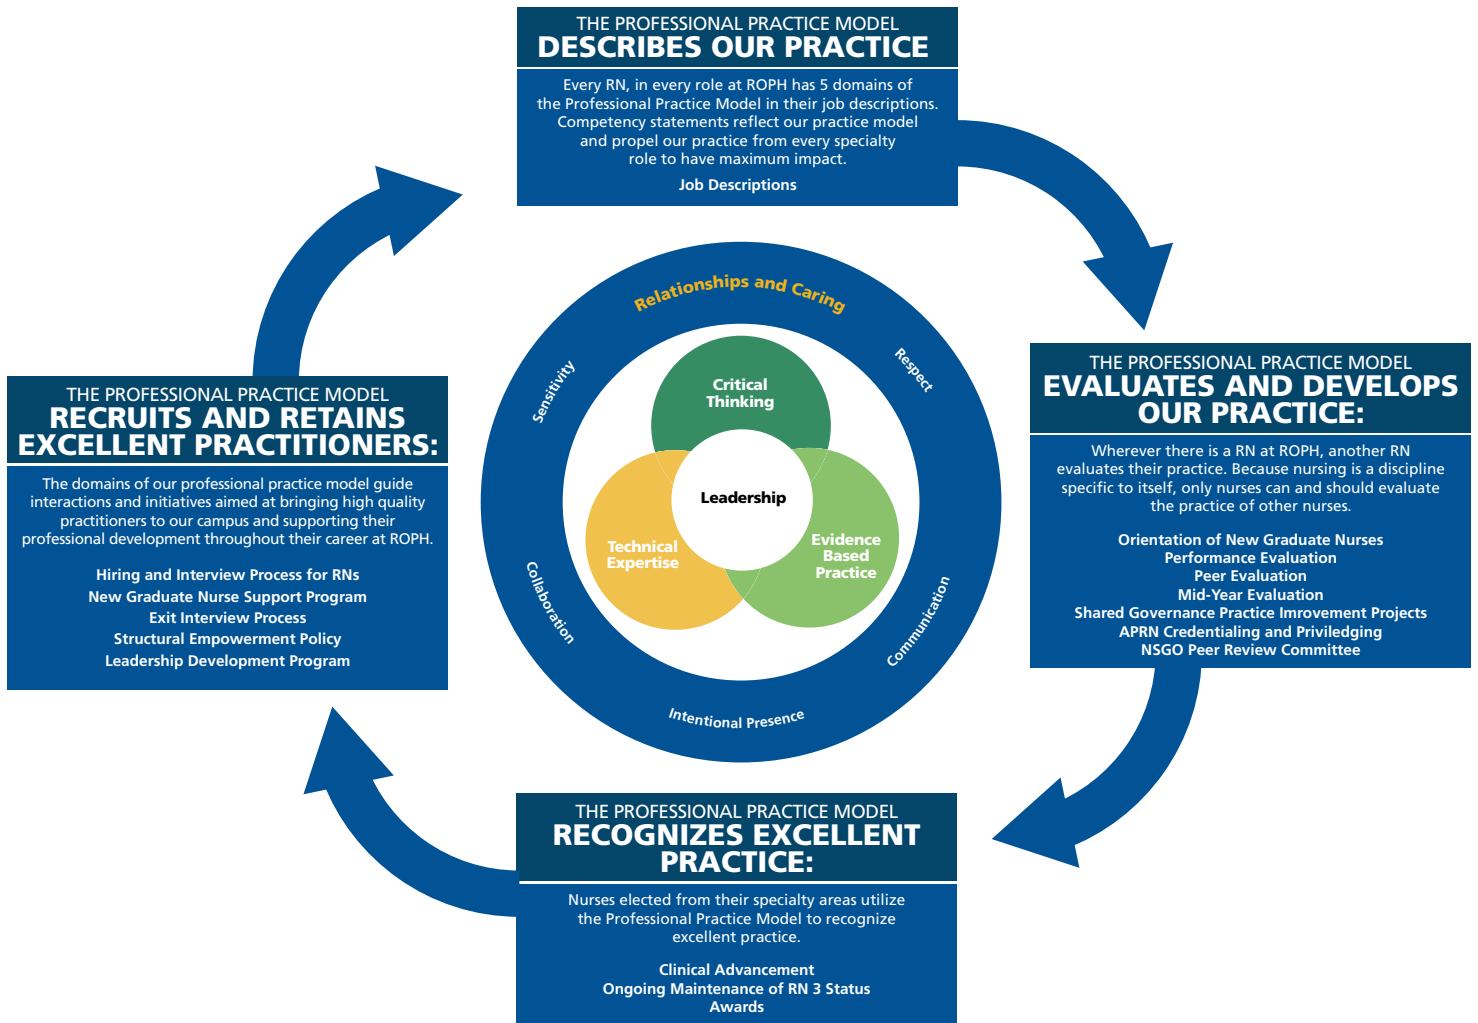 THE PROFESSIONAL PRACTICE MODEL
DESCRIBES OUR PRACTICE
Every RN, in every role at ROPH has 5 domains of
the Professional Practice Model in their job descriptions.
Competency statements reflect our practice model
and propel our practice from every specialty
role to have maximum impact.
Job Descriptions
THE PROFESSIONAL PRACTICE MODEL
EVALUATES AND DEVELOPS
OUR PRACTICE:
Wherever there is a RN at ROPH, another RN
evaluates their practice. Because nursing is a discipline
specific to itself, only nurses can and should evaluate
the practice of other nurses.
Orientation of New Graduate Nurses
Performance Evaluation
Peer Evaluation
Mid-Year Evaluation
Shared Governance Practice Imrovement Projects
APRN Credentialing and Priviledging
NSGO Peer Review Committee
THE PROFESSIONAL PRACTICE MODEL
RECOGNIZES EXCELLENT
PRACTICE:
Nurses elected from their specialty areas utilize
the Professional Practice Model to recognize
excellent practice.
Clinical Advancement
Ongoing Maintenance of RN 3 Status
Awards
THE PROFESSIONAL PRACTICE MODEL
RECRUITS AND RETAINS
EXCELLENT PRACTITIONERS:
The domains of our professional practice model guide
interactions and initiatives aimed at bringing high quality
practitioners to our campus and supporting their
professional development throughout their career at ROPH.
Hiring and Interview Process for RNs
New Graduate Nurse Support Program
Exit Interview Process
Structural Empowerment Policy
Leadership Development Program
Relationships and Caring
Respect
Communication
Intentional Presence
Collaboration
Sensitivity
Critical
Thinking
Leadership
Technical
Expertise
Evidence
Based
Practice